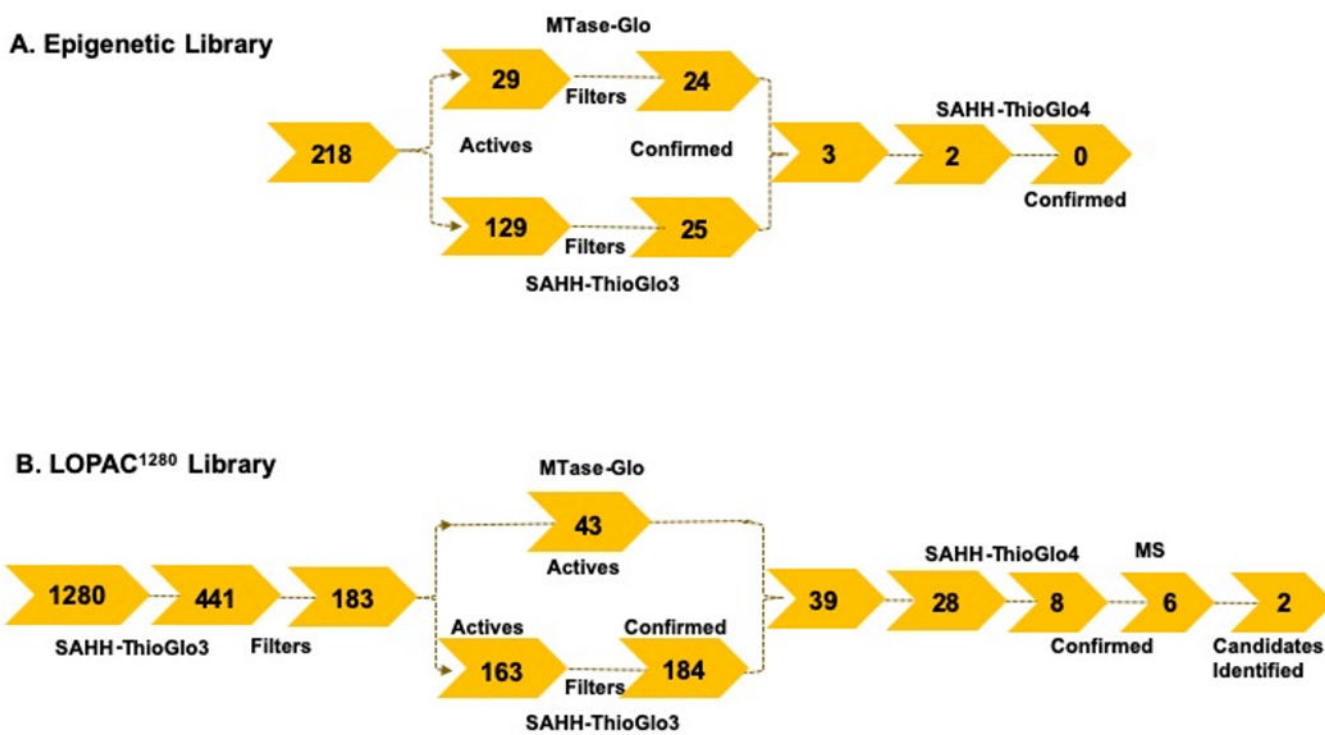 A. Epigenetic Library
MTase-Glo
29
Filters
24
218
Actives
Confirmed
SAHH-ThioGlo4
3
2
0
Confirmed
129
Filters
25
SAHH-ThioGlo3
B. LOPAC1280 Library
MTase-Glo
43
Actives
1280
441
183
SAHH-ThioGlo3
Filters
Actives
Confirmed
163
Filters
184
SAHH-ThioGlo3
SAHH-ThioGlo4
MS
39
28
8
6
2
Confirmed
Candidates
Identified